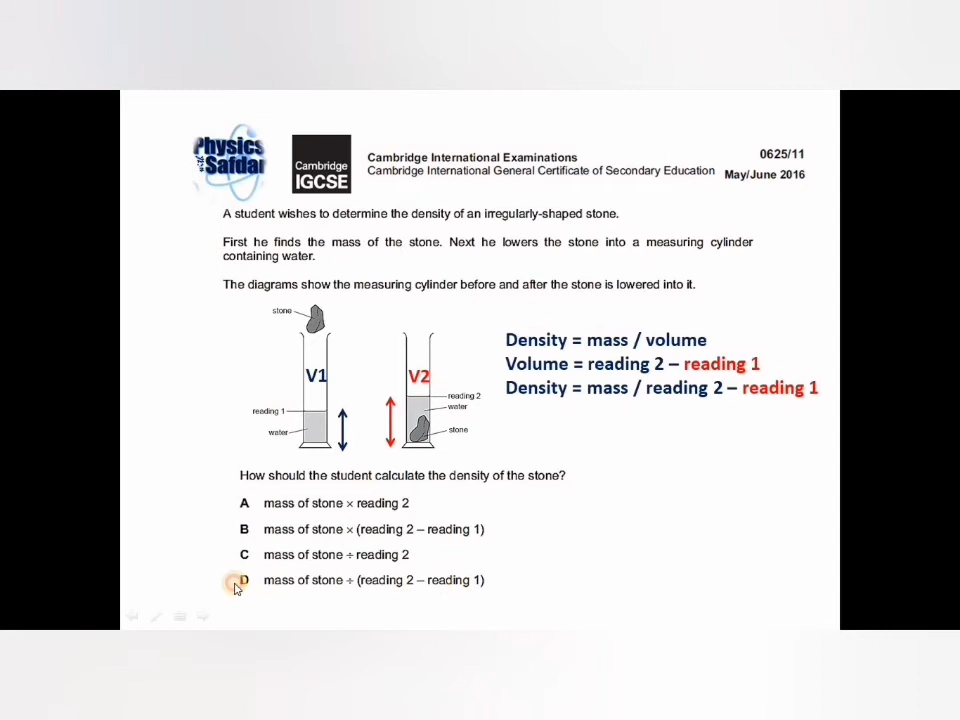 Physics
with Safdar
Cambridge
IGCSE
Cambridge International Examinations
Cambridge International General Certificate of Secondary Education
0625/11
May/June 2016
A student wishes to determine the density of an irregularly-shaped stone.
First he finds the mass of the stone. Next he lowers the stone into a measuring cylinder
containing water.
The diagrams show the measuring cylinder before and after the stone is lowered into it.
stone
V1
reading 1
water
V2
reading 2
water
stone
Density = mass / volume
Volume = reading 2 – reading 1
Density = mass / reading 2 – reading 1
How should the student calculate the density of the stone?
A mass of stone × reading 2
B mass of stone × (reading 2 – reading 1)
C mass of stone ÷ reading 2
D mass of stone ÷ (reading 2 – reading 1)